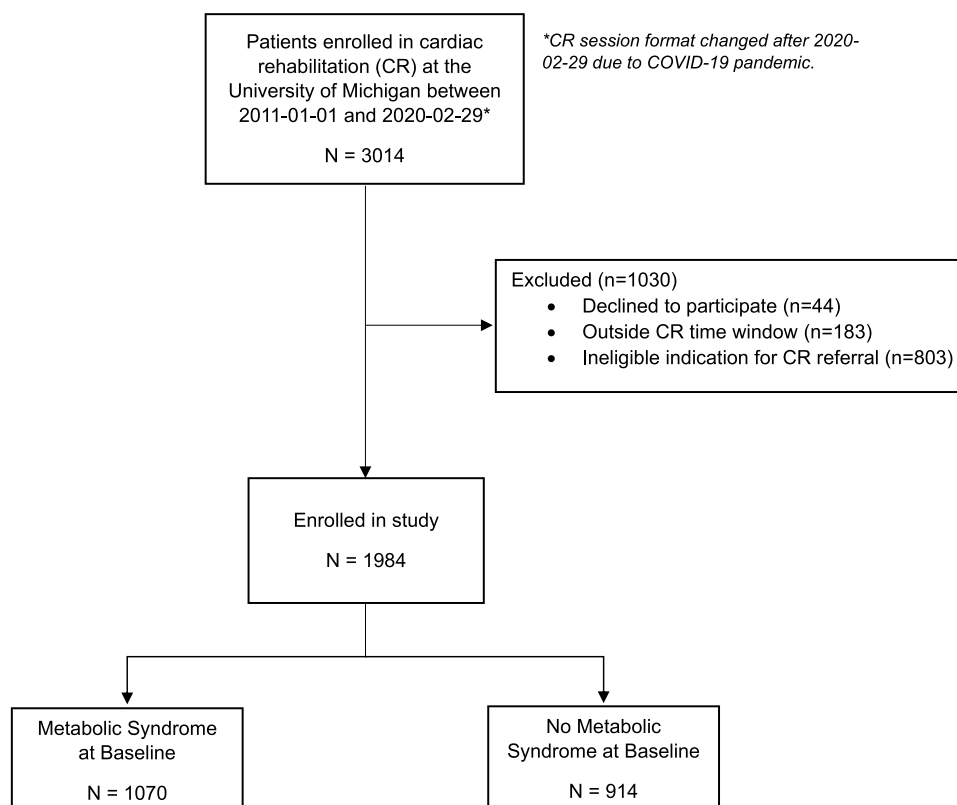 Patients enrolled in cardiac
rehabilitation (CR) at the
University of Michigan between
2011-01-01 and 2020-02-29*
N = 3014
*CR session format changed after 2020-
02-29 due to COVID-19 pandemic.
Excluded (n=1030)
• Declined to participate (n=44)
• Outside CR time window (n=183)
• Ineligible indication for CR referral (n=803)
Enrolled in study
N = 1984
Metabolic Syndrome
at Baseline
N = 1070
No Metabolic
Syndrome at Baseline
N = 914